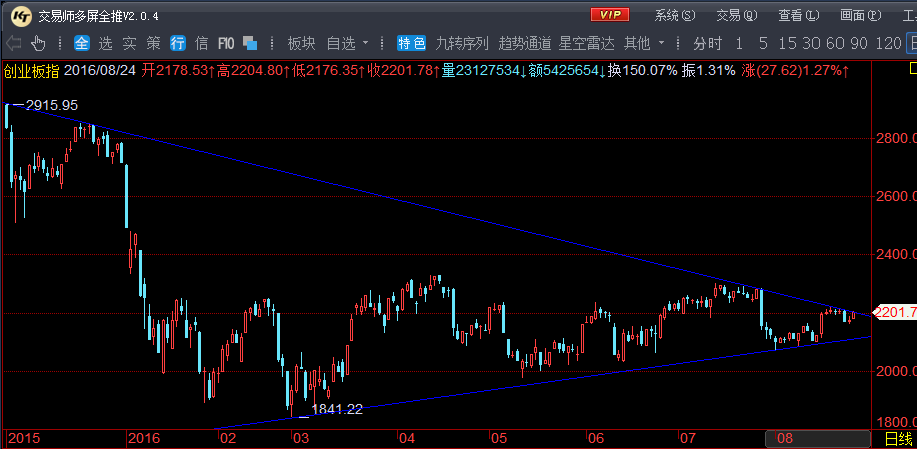 交易师多屏全推V2.0.4 VIP 系统(S) 交易(Q) 查看(L) 画面(P) 工
全 选 实 策 行 信 F10 板块 自选 特色 九转序列 趋势通道 星空雷达 其他 分时 1 5 15 30 60 90 120 日
创业板指 2016/08/24 开2178.53↑高2204.80↑低2176.35↑收2201.78↑量23127534↓额5425654↓换150.07% 振1.31% 涨(27.62)1.27%↑
2915.95
2800.0
2600.0
2400.0
2201.7
2000.0
1841.22
1800.0
2015 2016 02 03 04 05 06 07 08 日线